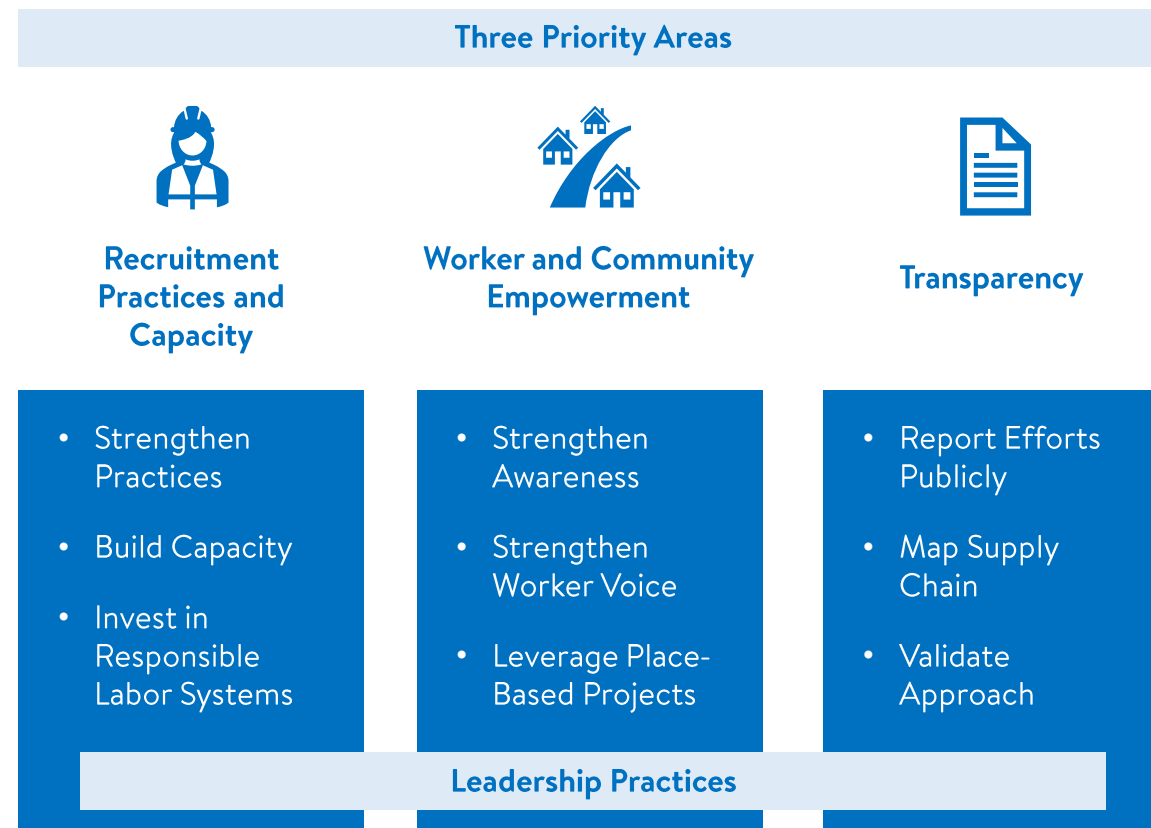 Three Priority Areas
Recruitment
Practices and
Capacity
Worker and Community
Empowerment
Transparency
• Strengthen
Practices
• Build Capacity
• Invest in
Responsible
Labor Systems
• Strengthen
Awareness
• Strengthen
Worker Voice
• Leverage Place-
Based Projects
• Report Efforts
Publicly
• Map Supply
Chain
• Validate
Approach
Leadership Practices